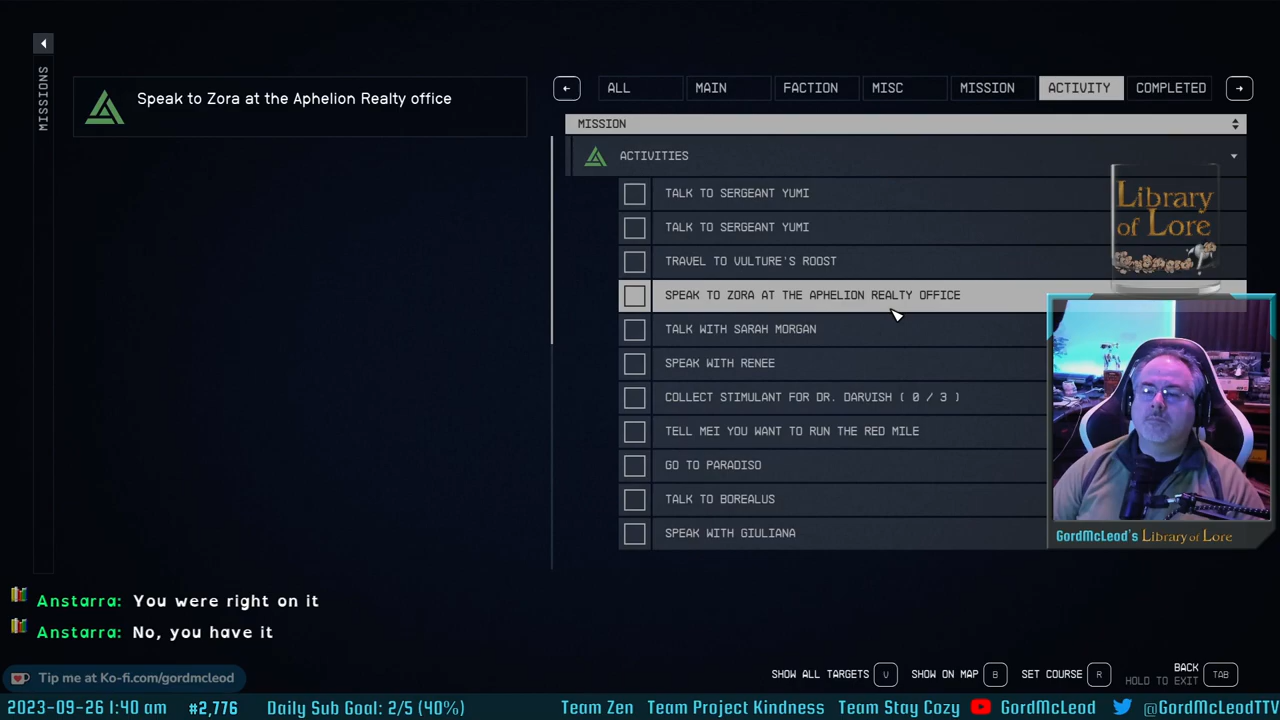 MISSIONS
Speak to Zora at the Aphelion Realty office
ALL
MAIN
FACTION
MISC
MISSION
ACTIVITY
COMPLETED
MISSION
ACTIVITIES
TALK TO SERGEANT YUMI
TALK TO SERGEANT YUMI
TRAVEL TO VULTURE'S ROOST
SPEAK TO ZORA AT THE APHELION REALTY OFFICE
TALK WITH SARAH MORGAN
SPEAK WITH RENEE
COLLECT STIMULANT FOR DR. DARVISH ( 0 / 3 )
TELL MEI YOU WANT TO RUN THE RED MILE
GO TO PARADISO
TALK TO BOREALUS
SPEAK WITH GIULIANA
Library
of Lore
GordMcLeod's Library of Lore
Anstarra: You were right on it
Anstarra: No, you have it
Tip me at Ko-fi.com/gordmcleod
SHOW ALL TARGETS V
SHOW ON MAP B
SET COURSE R
BACK
HOLD TO EXIT TAB
2023-09-26 1:40 am #2,776 Daily Sub Goal: 2/5 (40%) Team Zen Team Project Kindness Team Stay Cozy GordMcLeod @GordMcLeodTTV